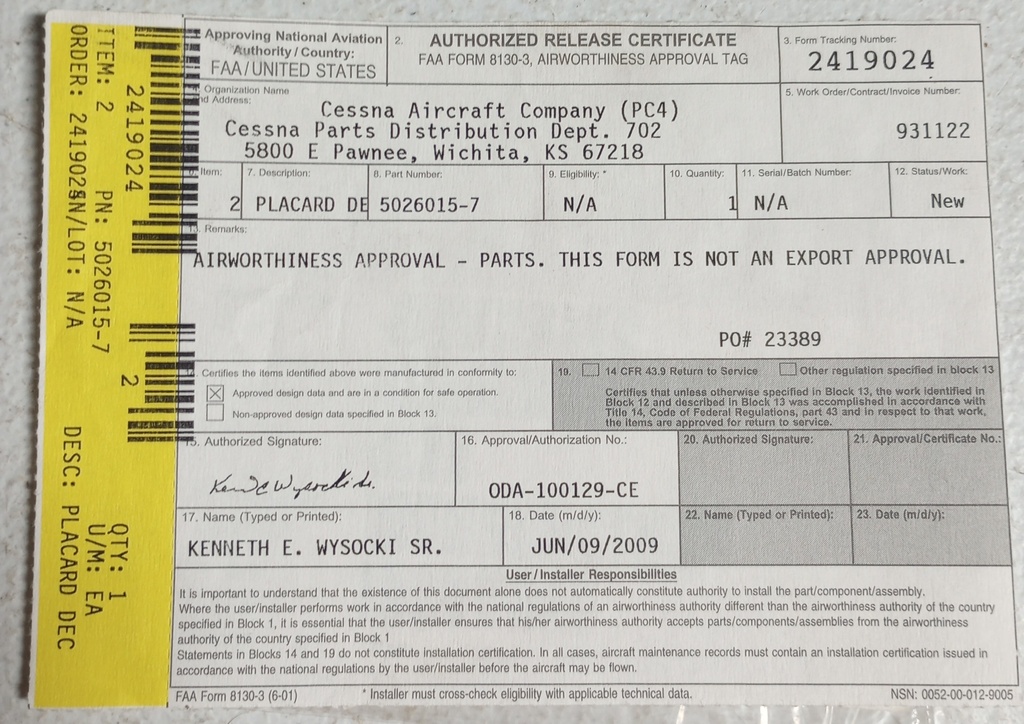 ITEM: 2 PN: 5026015-7 QTY: 1
ORDER: 2419024 SN/LOT: N/A DESC: PLACARD DEC
U/M: EA
2419024
2
Approving National Aviation
Authority / Country:
FAA/UNITED STATES
2.
AUTHORIZED RELEASE CERTIFICATE
FAA FORM 8130-3, AIRWORTHINESS APPROVAL TAG
3. Form Tracking Number:
2419024
Organization Name
nd Address:
Cessna Aircraft Company (PC4)
Cessna Parts Distribution Dept. 702
5800 E Pawnee, Wichita, KS 67218
5. Work Order/Contract/Invoice Number:
931122
Item:
2
7. Description:
PLACARD DE
8. Part Number:
5026015-7
9. Eligibility: *
N/A
10. Quantity:
1
11. Serial/Batch Number:
N/A
12. Status/Work:
New
13. Remarks:
AIRWORTHINESS APPROVAL - PARTS. THIS FORM IS NOT AN EXPORT APPROVAL.
PO# 23389
Certifies the items identified above were manufactured in conformity to:
Approved design data and are in a condition for safe operation.
Non-approved design data specified in Block 13.
19. 14 CFR 43.9 Return to Service Other regulation specified in block 13
Certifies that unless otherwise specified in Block 13, the work identified in
Block 12 and described in Block 13 was accomplished in accordance with
Title 14, Code of Federal Regulations, part 43 and in respect to that work,
the items are approved for return to service.
15. Authorized Signature:
16. Approval/Authorization No.:
ODA-100129-CE
20. Authorized Signature:
21. Approval/Certificate No.:
17. Name (Typed or Printed):
KENNETH E. WYSOCKI SR.
18. Date (m/d/y):
JUN/09/2009
22. Name (Typed or Printed):
23. Date (m/d/y):
User/Installer Responsibilities
It is important to understand that the existence of this document alone does not automatically constitute authority to install the part/component/assembly.
Where the user/installer performs work in accordance with the national regulations of an airworthiness authority different than the airworthiness authority of the country
specified in Block 1, it is essential that the user/installer ensures that his/her airworthiness authority accepts parts/components/assemblies from the airworthiness
authority of the country specified in Block 1
Statements in Blocks 14 and 19 do not constitute installation certification. In all cases, aircraft maintenance records must contain an installation certification issued in
accordance with the national regulations by the user/installer before the aircraft may be flown.
FAA Form 8130-3 (6-01)
* Installer must cross-check eligibility with applicable technical data.
NSN: 0052-00-012-9005